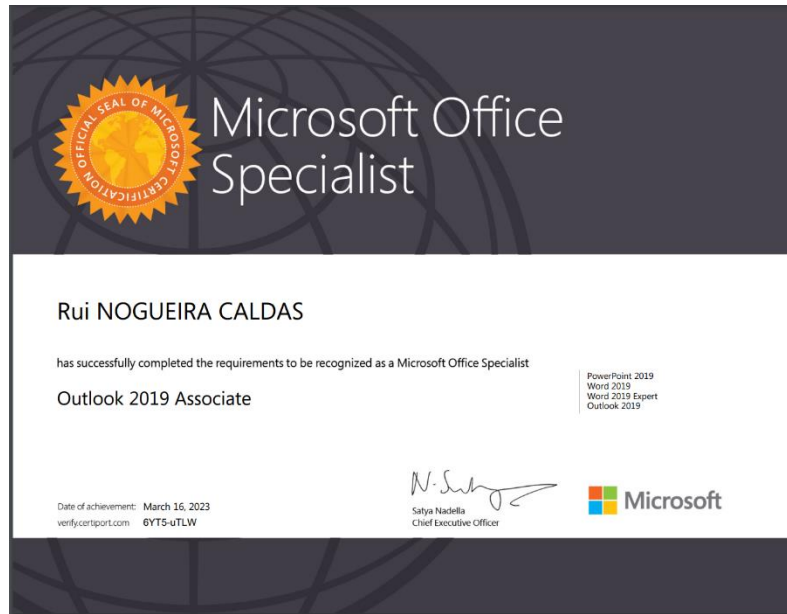 OFFICIAL SEAL OF MICROSOFT CERTIFICATION
Microsoft Office
Specialist
Rui NOGUEIRA CALDAS
has successfully completed the requirements to be recognized as a Microsoft Office Specialist
Outlook 2019 Associate
PowerPoint 2019
Word 2019
Word 2019 Expert
Outlook 2019
Date of achievement: March 16, 2023
verify.certiport.com 6YT5-uTLW
Satya Nadella
Chief Executive Officer
Microsoft